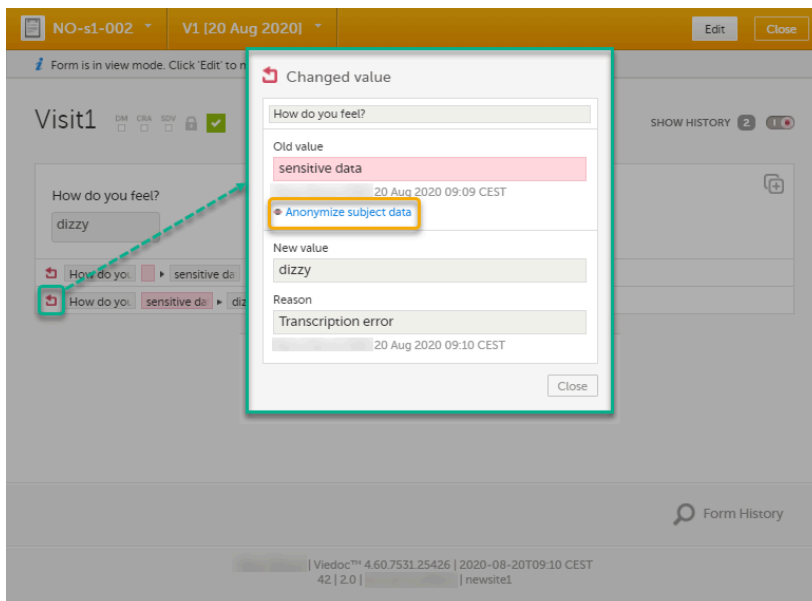 NO-s1-002
V1 [20 Aug 2020]
Edit
Close
i Form is in view mode. Click 'Edit' to
Visit1
DM CRA SDV
SHOW HISTORY 2
How do you feel?
dizzy
How do you sensitive da
How do you sensitive da
Changed value
How do you feel?
Old value
sensitive data
20 Aug 2020 09:09 CEST
Anonymize subject data
New value
dizzy
Reason
Transcription error
20 Aug 2020 09:10 CEST
Close
Form History
| Viedoc™ 4.60.7531.25426 | 2020-08-20T09:10 CEST
42 | 2.0 | | newsite1